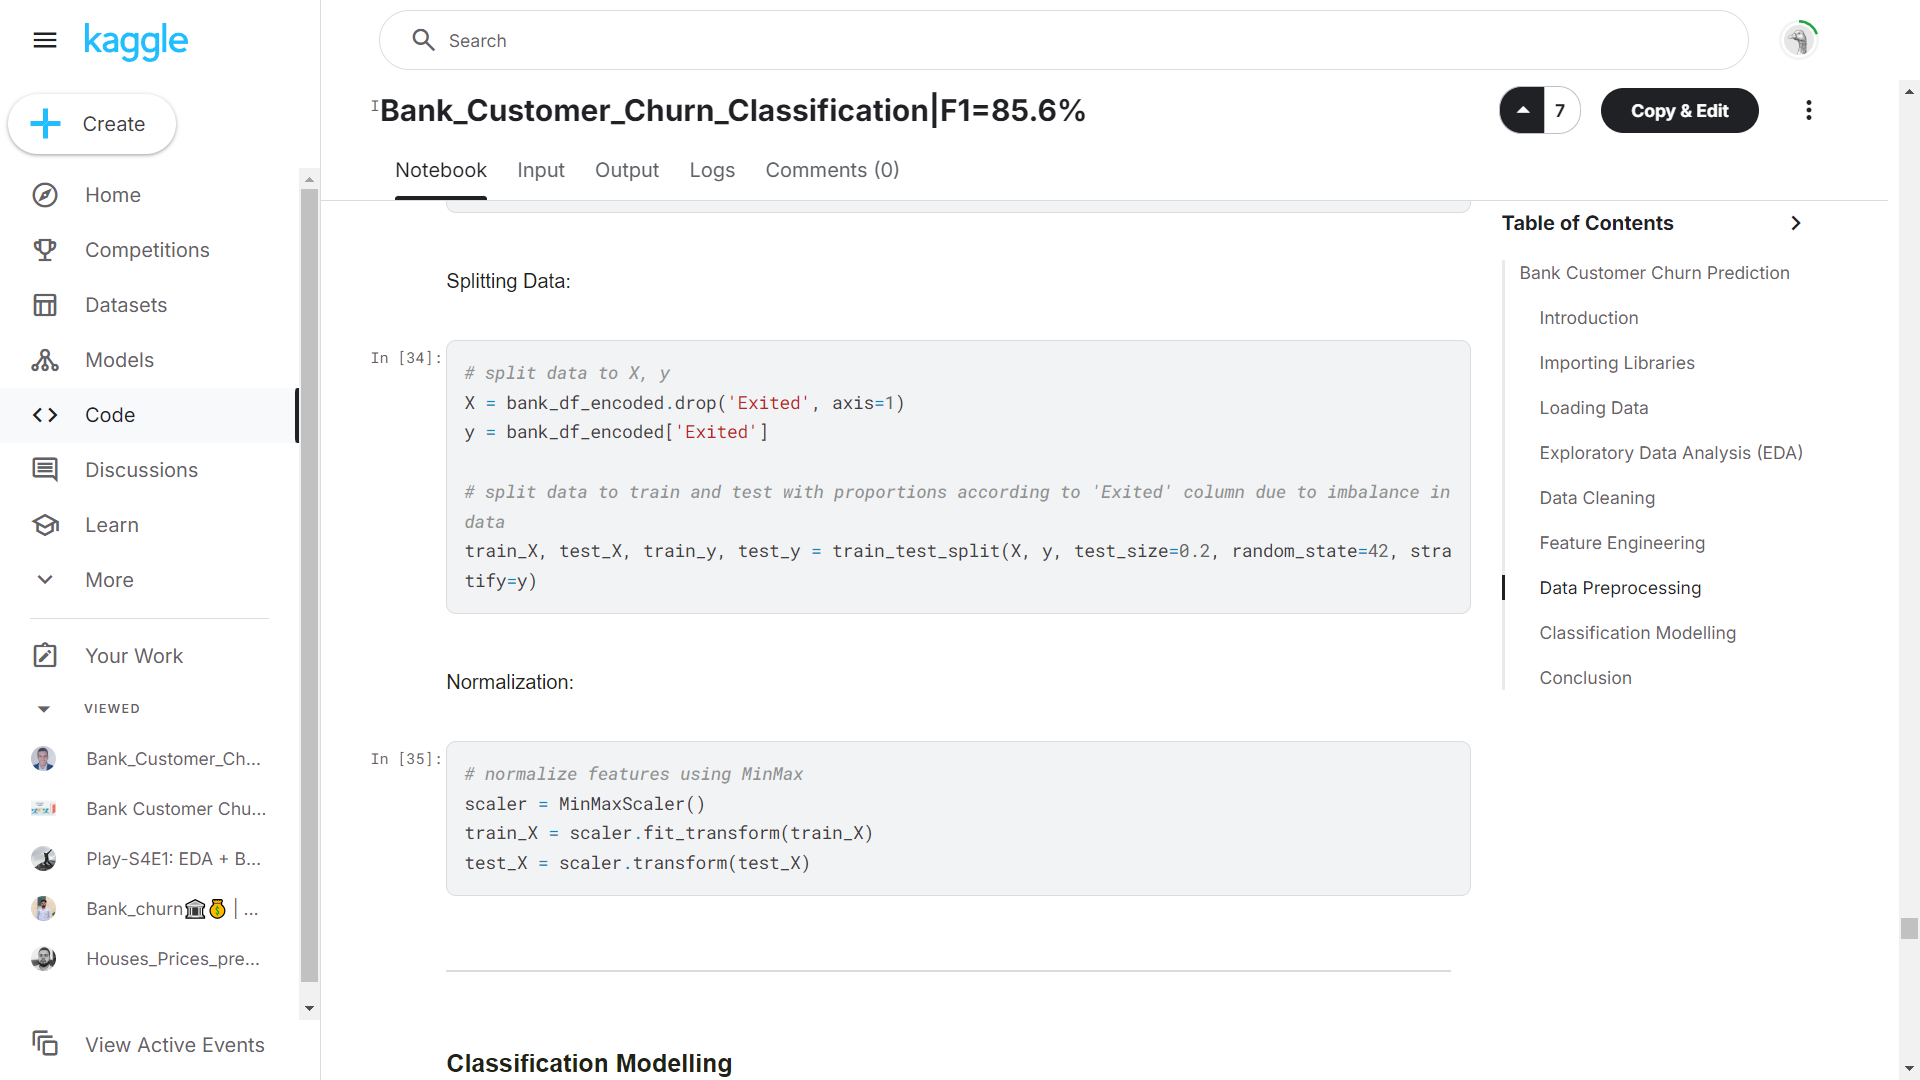 kaggle
Search
Create
Home
Competitions
Datasets
Models
Code
Discussions
Learn
More
Your Work
VIEWED
Bank_Customer_Ch...
Bank Customer Chu...
Play-S4E1: EDA + B...
Bank_churn🏛💰 | ...
Houses_Prices_pre...
View Active Events
Bank_Customer_Churn_Classification|F1=85.6%
7
Copy & Edit
Notebook Input Output Logs Comments (0)
Splitting Data:
In [34]:
# split data to X, y
X = bank_df_encoded.drop('Exited', axis=1)
y = bank_df_encoded['Exited']
# split data to train and test with proportions according to 'Exited' column due to imbalance in
data
train_X, test_X, train_y, test_y = train_test_split(X, y, test_size=0.2, random_state=42, stra
tify=y)
Normalization:
In [35]:
# normalize features using MinMax
scaler = MinMaxScaler()
train_X = scaler.fit_transform(train_X)
test_X = scaler.transform(test_X)
Classification Modelling
Table of Contents
Bank Customer Churn Prediction
Introduction
Importing Libraries
Loading Data
Exploratory Data Analysis (EDA)
Data Cleaning
Feature Engineering
Data Preprocessing
Classification Modelling
Conclusion